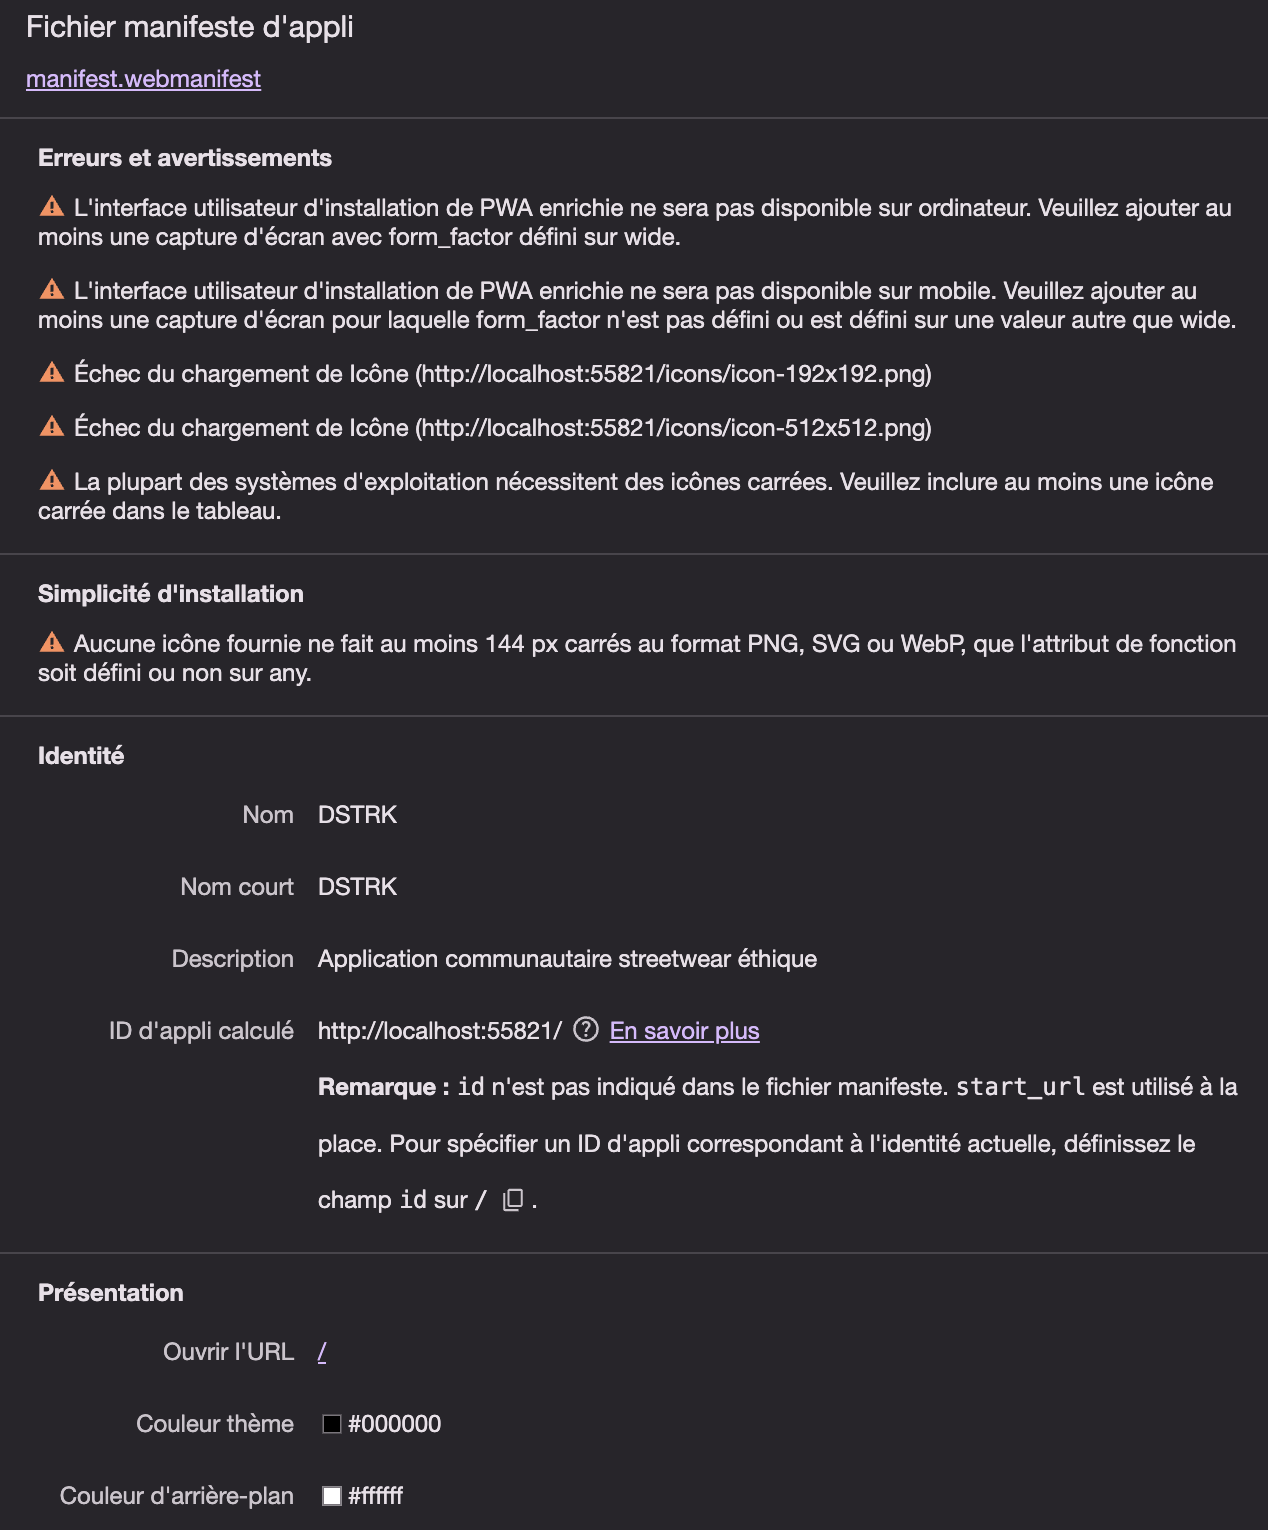 Fichier manifeste d'appli
manifest.webmanifest
Erreurs et avertissements
L'interface utilisateur d'installation de PWA enrichie ne sera pas disponible sur ordinateur. Veuillez ajouter au
moins une capture d'écran avec form_factor défini sur wide.
L'interface utilisateur d'installation de PWA enrichie ne sera pas disponible sur mobile. Veuillez ajouter au
moins une capture d'écran pour laquelle form_factor n'est pas défini ou est défini sur une valeur autre que wide.
Échec du chargement de Icône (http://localhost:55821/icons/icon-192x192.png)
Échec du chargement de Icône (http://localhost:55821/icons/icon-512x512.png)
La plupart des systèmes d'exploitation nécessitent des icônes carrées. Veuillez inclure au moins une icône
carrée dans le tableau.
Simplicité d'installation
Aucune icône fournie ne fait au moins 144 px carrés au format PNG, SVG ou WebP, que l'attribut de fonction
soit défini ou non sur any.
Identité
Nom DSTRK
Nom court DSTRK
Description Application communautaire streetwear éthique
ID d'appli calculé http://localhost:55821/ En savoir plus
Remarque : id n'est pas indiqué dans le fichier manifeste. start_url est utilisé à la
place. Pour spécifier un ID d'appli correspondant à l'identité actuelle, définissez le
champ id sur / .
Présentation
Ouvrir l'URL /
Couleur thème #000000
Couleur d'arrière-plan #ffffff